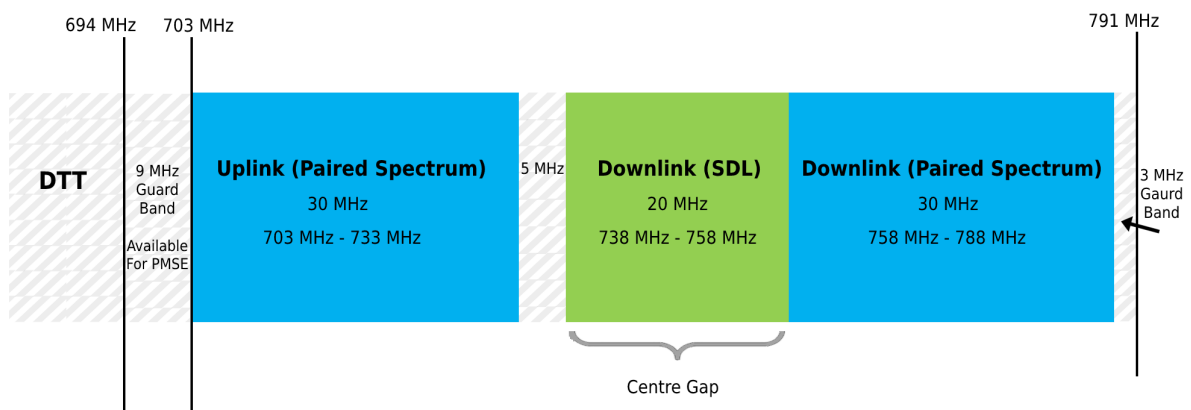 694 MHz
703 MHz
791 MHz
DTT
9 MHz
Guard
Band
Available
For PMSE
Uplink (Paired Spectrum)
30 MHz
703 MHz - 733 MHz
5 MHz
Downlink (SDL)
20 MHz
738 MHz - 758 MHz
Downlink (Paired Spectrum)
30 MHz
758 MHz - 788 MHz
3 MHz
Gaurd
Band
Centre Gap